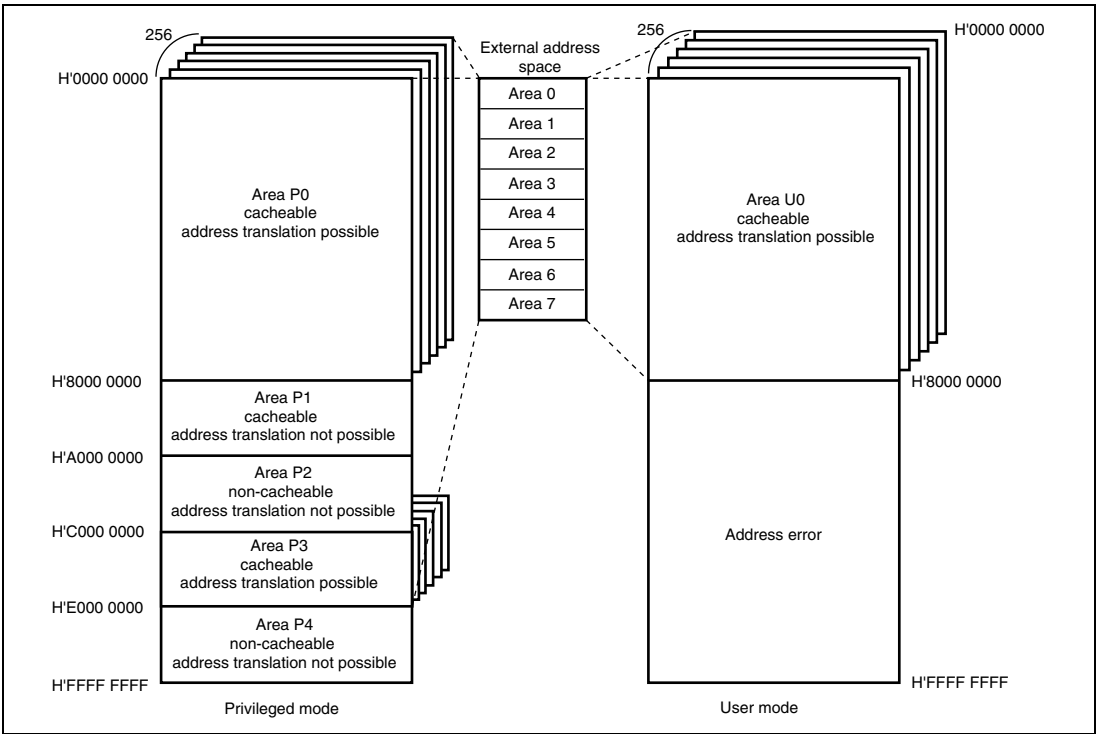 256
H'0000 0000
Area P0
cacheable
address translation possible
H'8000 0000
Area P1
cacheable
address translation not possible
H'A000 0000
Area P2
non-cacheable
address translation not possible
H'C000 0000
Area P3
cacheable
address translation possible
H'E000 0000
Area P4
non-cacheable
address translation not possible
H'FFFF FFFF
Privileged mode
External address
space
Area 0
Area 1
Area 2
Area 3
Area 4
Area 5
Area 6
Area 7
256
H'0000 0000
Area U0
cacheable
address translation possible
H'8000 0000
Address error
H'FFFF FFFF
User mode